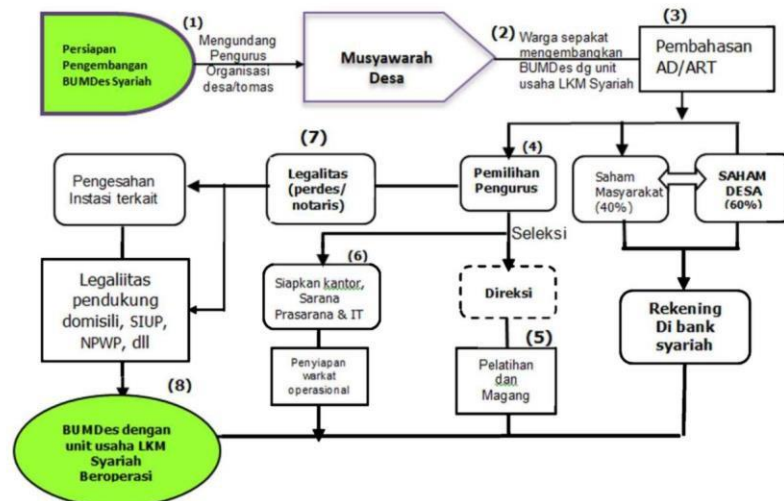 (1)
Persiapan
Pengembangan
BUMDes Syariah
Mengundang
Pengurus
Organisasi
desa/tomas
Musyawarah
Desa
(2)
Warga sepakat
mengembangkan
BUMDes dg unit
usaha LKM Syariah
(3)
Pembahasan
AD/ART
(7)
Pengesahan
Instasi terkait
Legalitas
(perdes/
notaris)
(4)
Pemilihan
Pengurus
Saham
Masyarakat
(40%)
SAHAM
DESA
(60%)
Seleksi
(6)
Legaliitas
pendukung
domisili, SIUP,
NPWP, dll
Siapkan kantor,
Sarana
Prasarana & IT
Direksi
Rekening
Di bank
syariah
(5)
Penyiapan
warkat
operasional
Pelatihan
dan
Magang
(8)
BUMDes dengan
unit usaha LKM
Syariah
Beroperasi